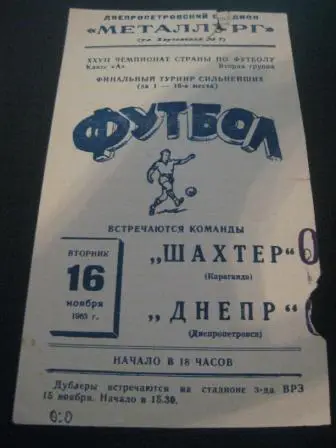 ДНЕПРОПЕТРОВСКИЙ СТАДИОН
«МЕТАЛЛУРГ»
(ул. Харьковская
XXVII ЧЕМПИОНАТ СТРАНЫ ПО ФУТБОЛУ
Класс «А» Вторая группа
ФИНАЛЬНЫЙ ТУРНИР СИЛЬНЕЙШИХ
(за 1 — 16-е места)
ФУТБОЛ
ВСТРЕЧАЮТСЯ КОМАНДЫ
ВТОРНИК
16
ноября
1965 г.
„ШАХТЕР" 0
(Караганда)
„ДНЕПР" 0
(Днепропетровск)
НАЧАЛО В 18 ЧАСОВ
Дублеры встречаются на стадионе з-да ВРЗ
15 ноября. Начало в 15.30.
0:0